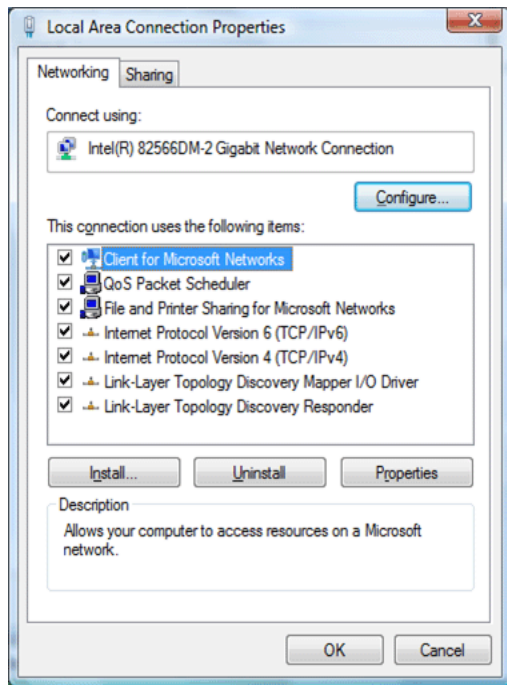 Local Area Connection Properties
Networking Sharing
Connect using:
Intel(R) 82566DM-2 Gigabit Network Connection
Configure...
This connection uses the following items:
Client for Microsoft Networks
QoS Packet Scheduler
File and Printer Sharing for Microsoft Networks
Internet Protocol Version 6 (TCP/IPv6)
Internet Protocol Version 4 (TCP/IPv4)
Link-Layer Topology Discovery Mapper I/O Driver
Link-Layer Topology Discovery Responder
Install... Uninstall Properties
Description
Allows your computer to access resources on a Microsoft
network.
OK Cancel